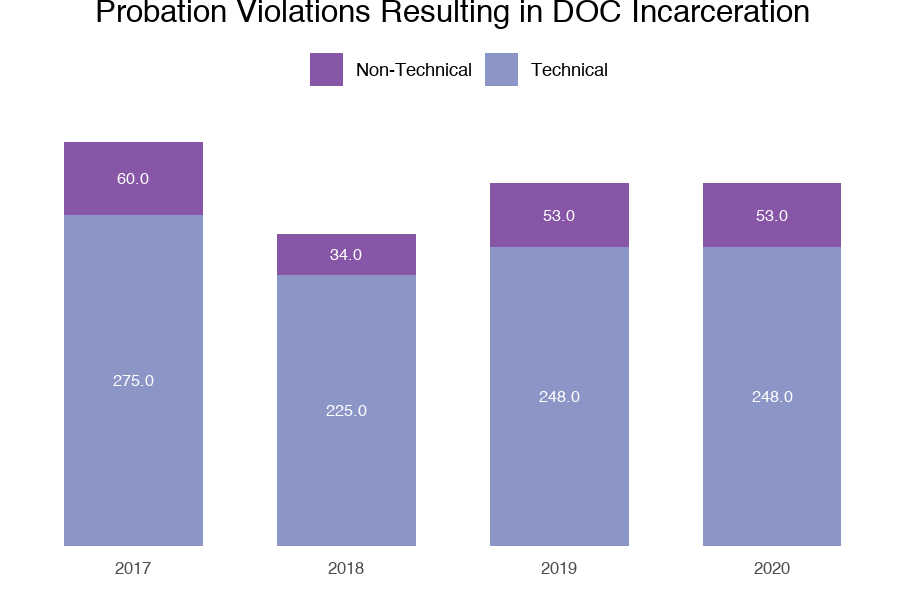 Probation Violations Resulting in DOC Incarceration
Non-Technical Technical
60.0
34.0
53.0
53.0
275.0
225.0
248.0
248.0
2017 2018 2019 2020